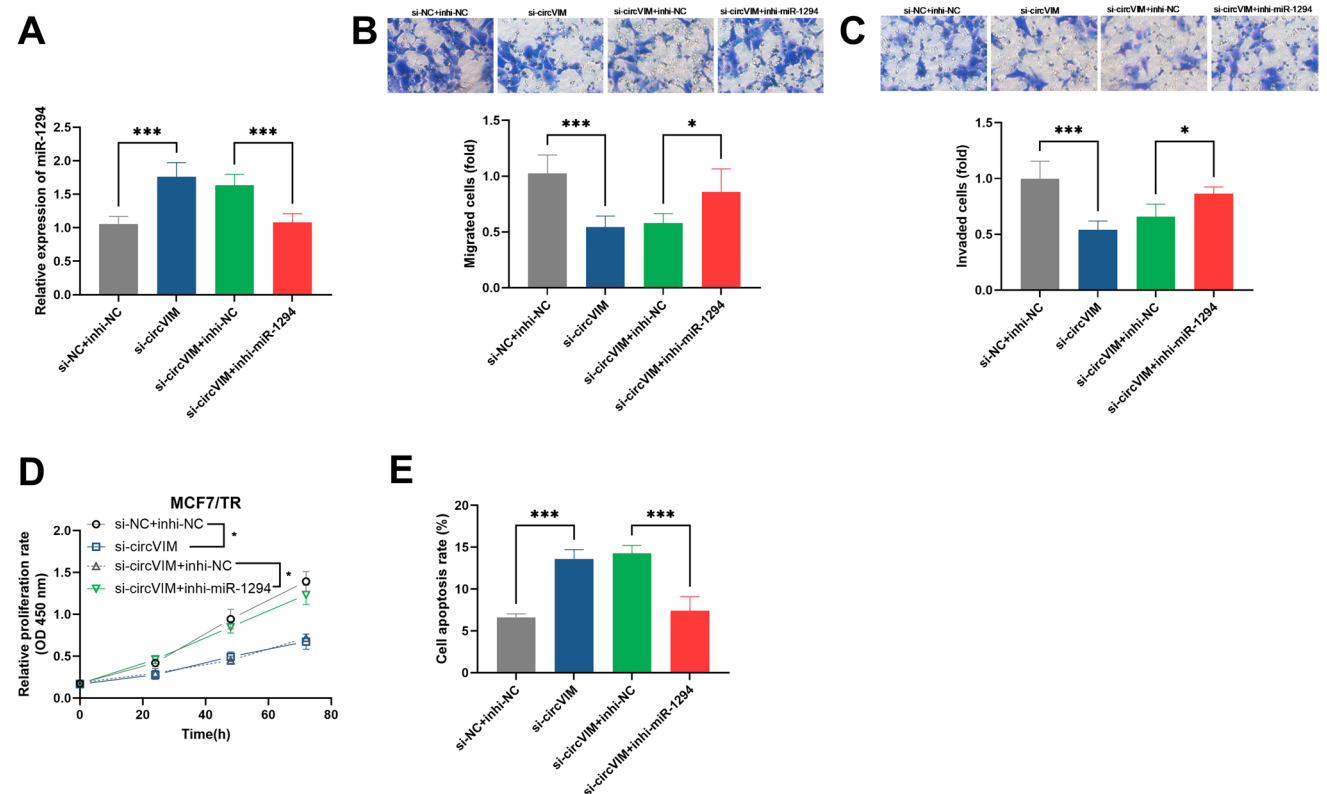 A
Relative expression of miR-1294
2.5
2.0
1.5
1.0
0.5
0.0
***
***
si-NC+inhi-NC
si-circVIM
si-circVIM+inhi-NC
si-circVIM+inhi-miR-1294
B
si-NC+inhi-NC
si-circVIM
si-circVIM+inhi-NC
si-circVIM+inhi-miR-1294
Migrated cells (fold)
1.5
1.0
0.5
0.0
***
*
si-NC+inhi-NC
si-circVIM
si-circVIM+inhi-NC
si-circVIM+inhi-miR-1294
C
si-NC+inhi-NC
si-circVIM
si-circVIM+inhi-NC
si-circVIM+inhi-miR-1294
Invaded cells (fold)
1.5
1.0
0.5
0.0
***
*
si-NC+inhi-NC
si-circVIM
si-circVIM+inhi-NC
si-circVIM+inhi-miR-1294
D
MCF7/TR
Relative proliferation rate
(OD 450 nm)
2.0
1.5
1.0
0.5
0.0
si-NC+inhi-NC
*
si-circVIM
si-circVIM+inhi-NC
*
si-circVIM+inhi-miR-1294
0
20
40
60
80
Time(h)
E
Cell apoptosis rate (%)
20
15
10
5
0
***
***
si-NC+inhi-NC
si-circVIM
si-circVIM+inhi-NC
si-circVIM+inhi-miR-1294